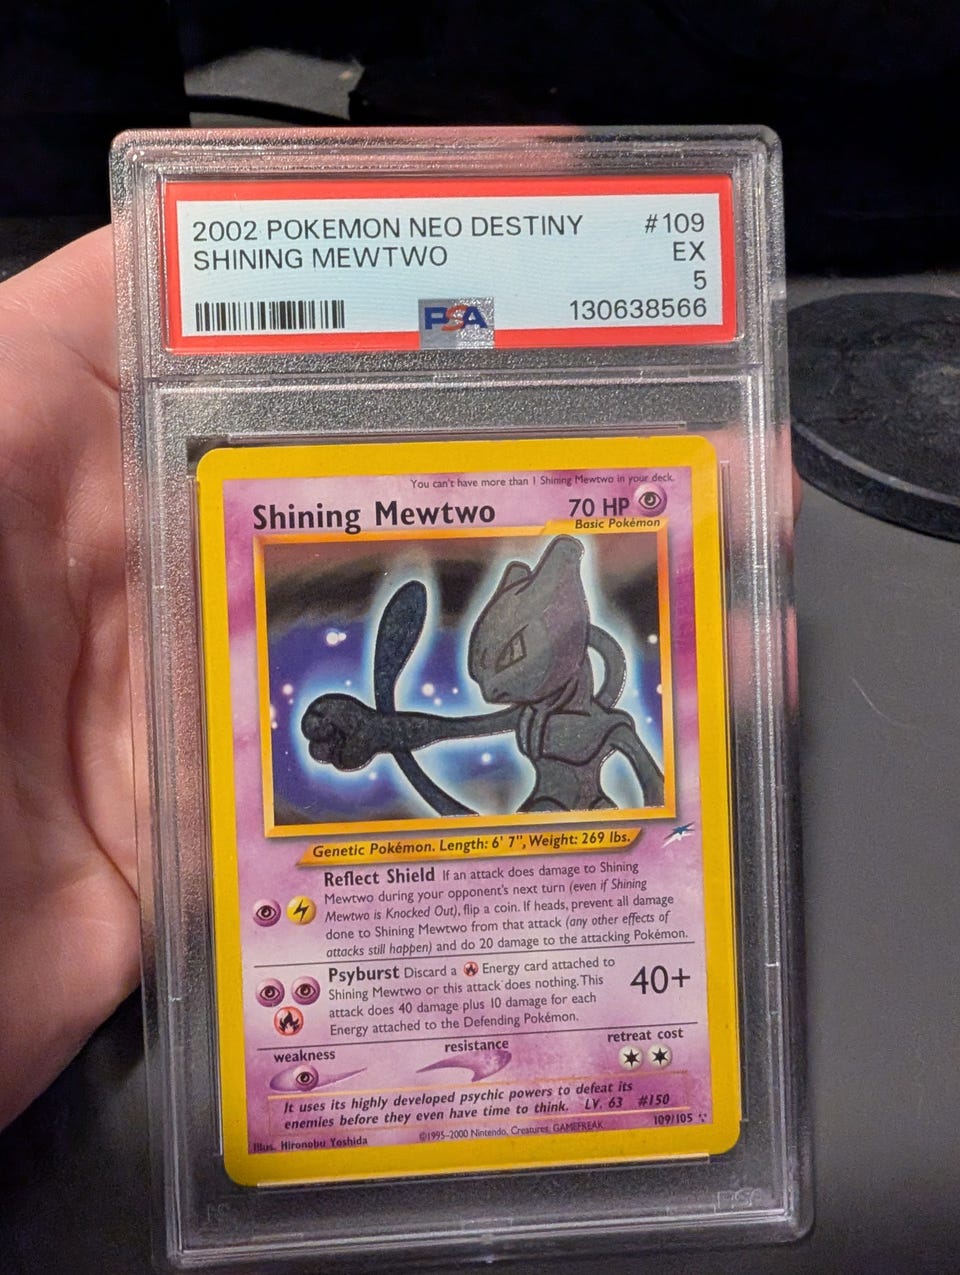 2002 POKEMON NEO DESTINY #109
SHINING MEWTWO EX
5
PSA 130638566
You can't have more than 1 Shining Mewtwo in your deck.
Shining Mewtwo 70 HP
Basic Pokémon
Genetic Pokémon. Length: 6' 7", Weight: 269 lbs.
Reflect Shield If an attack does damage to Shining
Mewtwo during your opponent's next turn (even if Shining
Mewtwo is Knocked Out), flip a coin. If heads, prevent all damage
done to Shining Mewtwo from that attack (any other effects of
attacks still happen) and do 20 damage to the attacking Pokémon.
Psyburst Discard a Energy card attached to
Shining Mewtwo or this attack does nothing. This
attack does 40 damage plus 10 damage for each
Energy attached to the Defending Pokémon.
40+
weakness resistance retreat cost
It uses its highly developed psychic powers to defeat its
enemies before they even have time to think. LV. 63 #150
Illus. Hironobu Yoshida ©1995-2000 Nintendo, Creatures, GAMEFREAK. 109/105
PSA